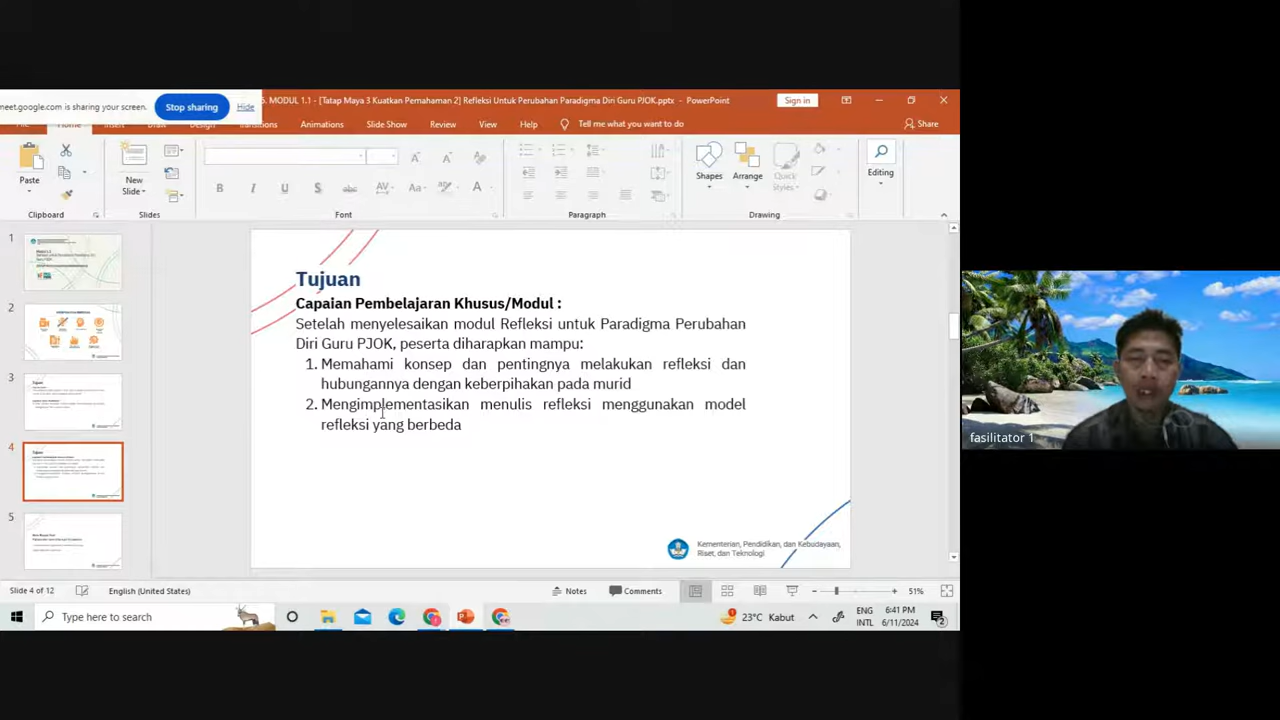 meet.google.com is sharing your screen.
Stop sharing
Hide
MODUL 1.1 - [Tatap Maya 3 Kuatkan Pemahaman 2] Refleksi Untuk Perubahan Paradigma Diri Guru PJOK.pptx - PowerPoint
Sign in
Home Insert Draw Design Transitions Animations Slide Show Review View Help Tell me what you want to do
Share
Paste
New
Slide
Shapes
Arrange
Quick
Styles
Editing
Clipboard
Slides
Font
Paragraph
Drawing
1
2
3
4
5
Tujuan
Capaian Pembelajaran Khusus/Modul :
Setelah menyelesaikan modul Refleksi untuk Paradigma Perubahan
Diri Guru PJOK, peserta diharapkan mampu:
1. Memahami konsep dan pentingnya melakukan refleksi dan
hubungannya dengan keberpihakan pada murid
2. Mengimplementasikan menulis refleksi menggunakan model
refleksi yang berbeda
Kementerian, Pendidikan, dan Kebudayaan,
Riset, dan Teknologi
fasilitator 1
Slide 4 of 12
English (United States)
Notes
Comments
51%
Type here to search
23°C Kabut
ENG
INTL
6:41 PM
6/11/2024
2